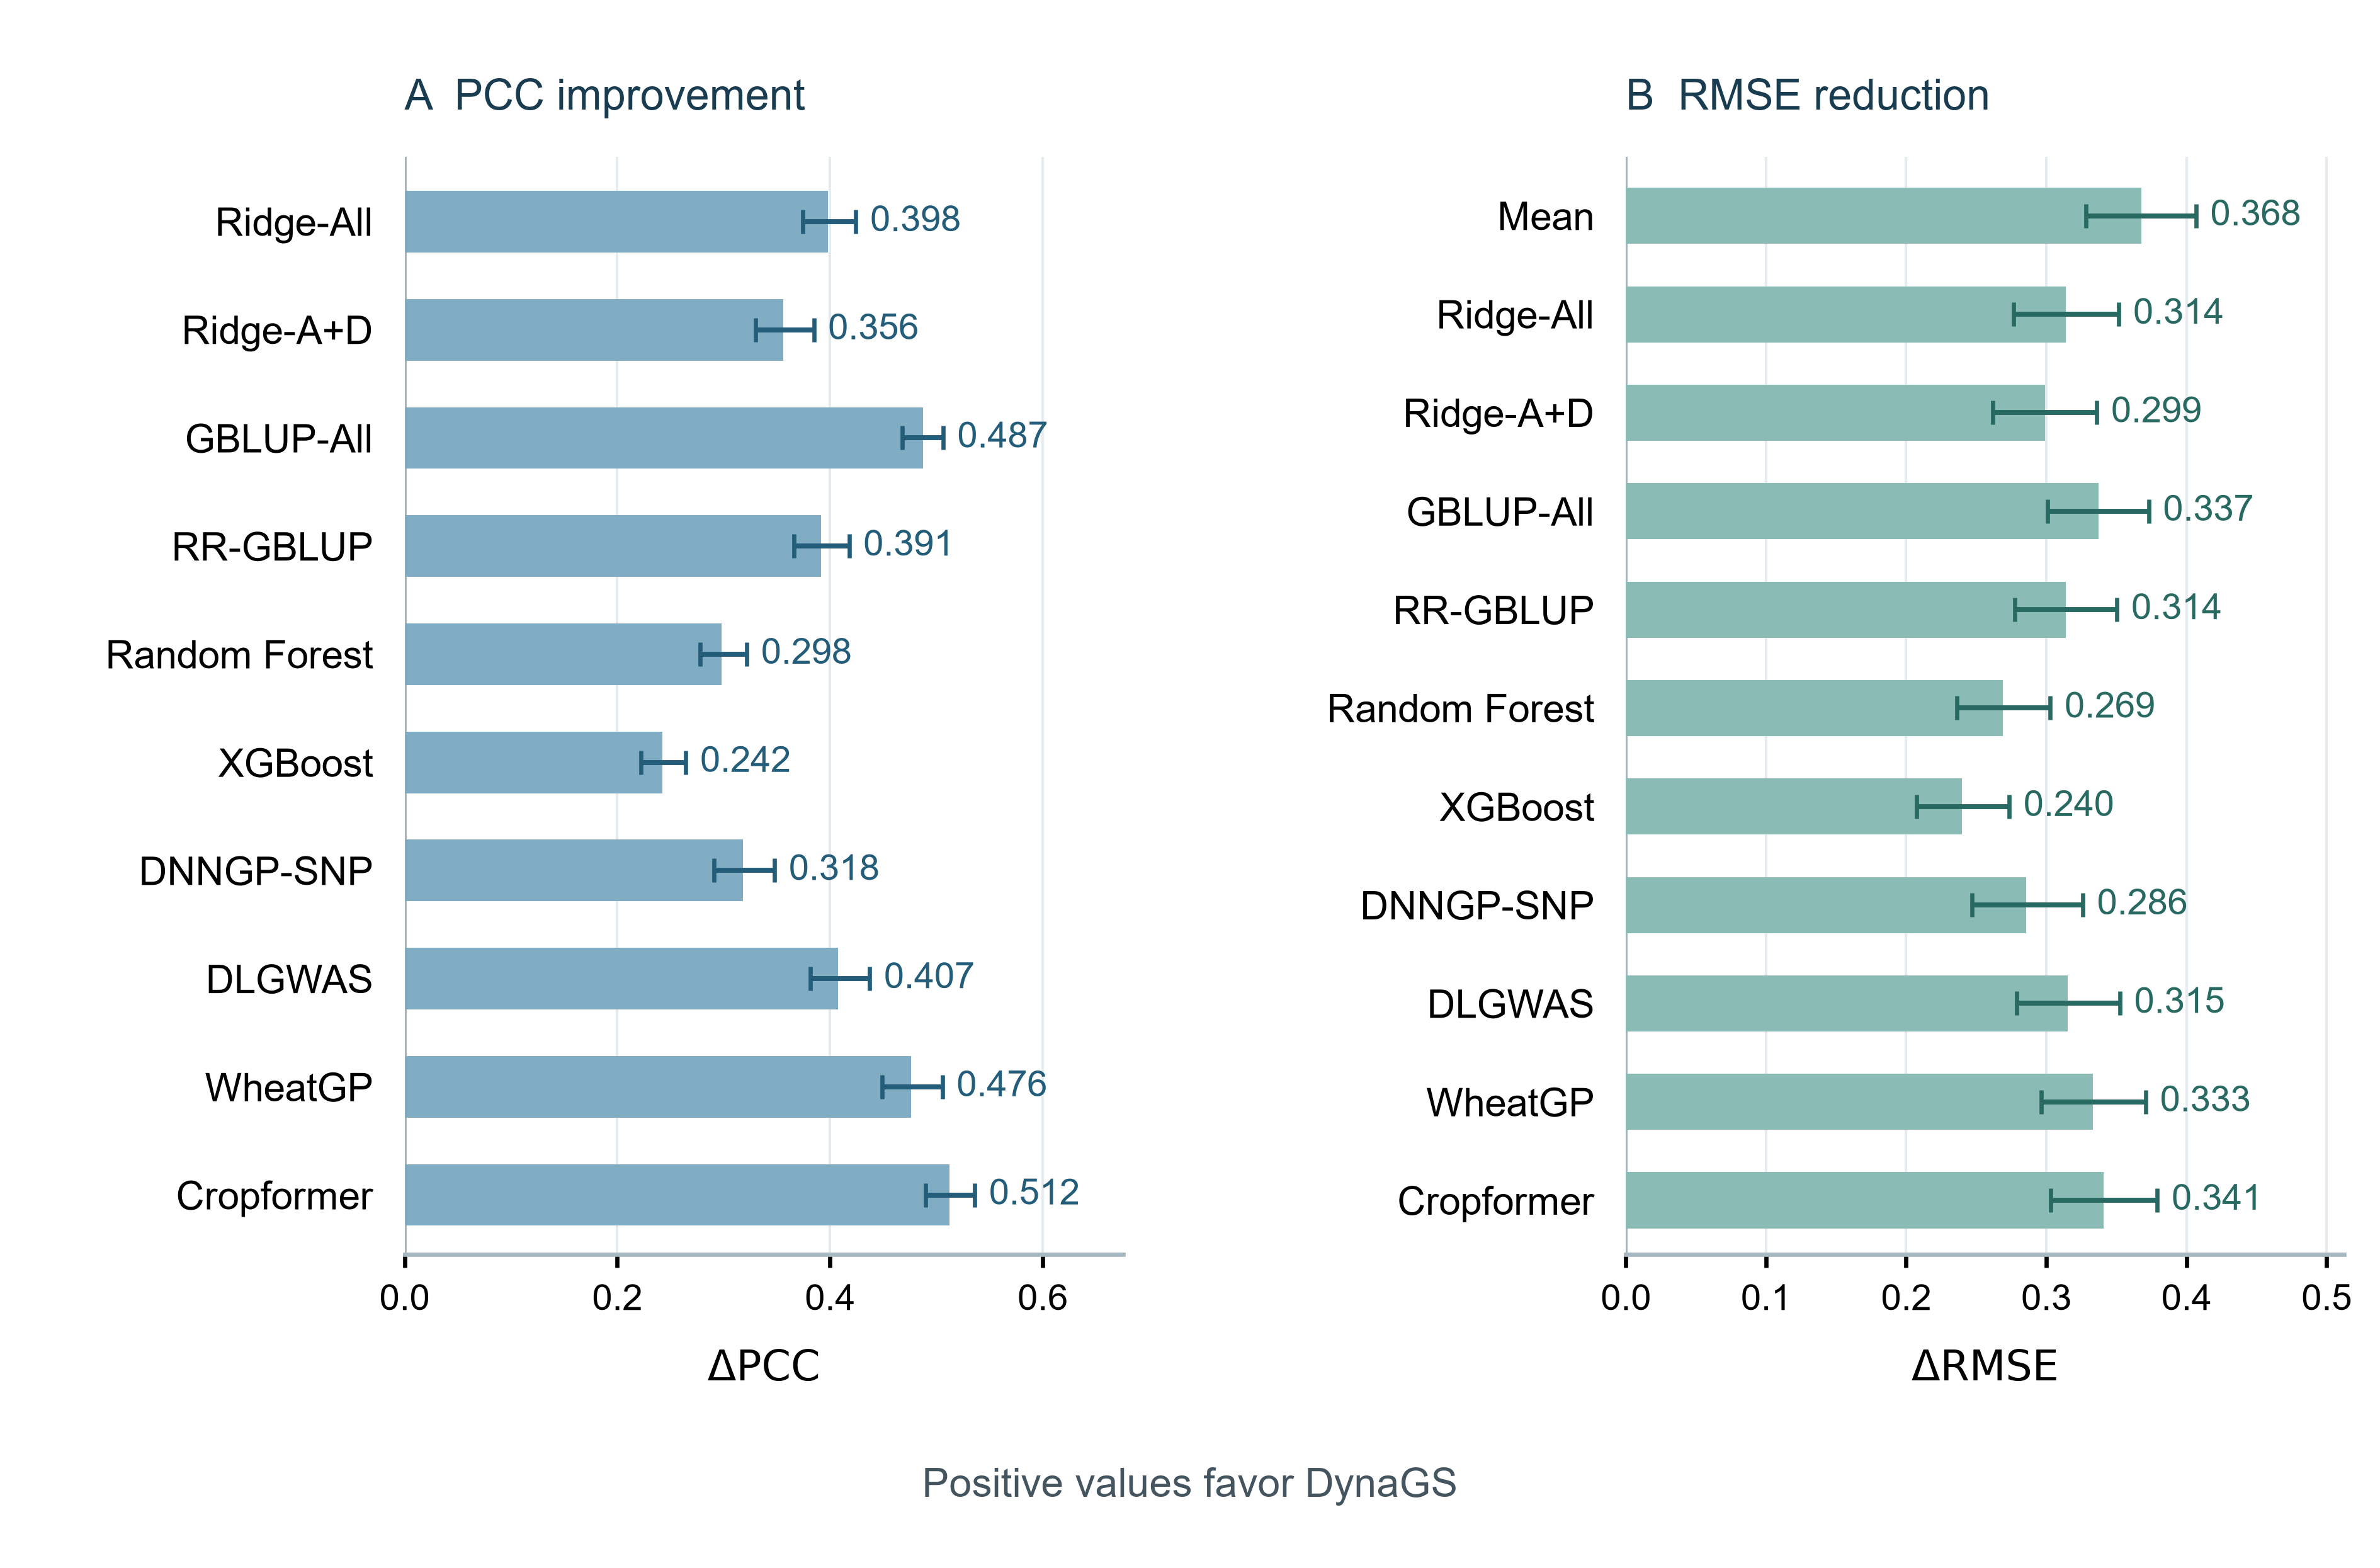 A  PCC improvement
Ridge-All 0.398
Ridge-A+D 0.356
GBLUP-All 0.487
RR-GBLUP 0.391
Random Forest 0.298
XGBoost 0.242
DNNGP-SNP 0.318
DLGWAS 0.407
WheatGP 0.476
Cropformer 0.512
0.0 0.2 0.4 0.6
ΔPCC
B  RMSE reduction
Mean 0.368
Ridge-All 0.314
Ridge-A+D 0.299
GBLUP-All 0.337
RR-GBLUP 0.314
Random Forest 0.269
XGBoost 0.240
DNNGP-SNP 0.286
DLGWAS 0.315
WheatGP 0.333
Cropformer 0.341
0.0 0.1 0.2 0.3 0.4 0.5
ΔRMSE
Positive values favor DynaGS